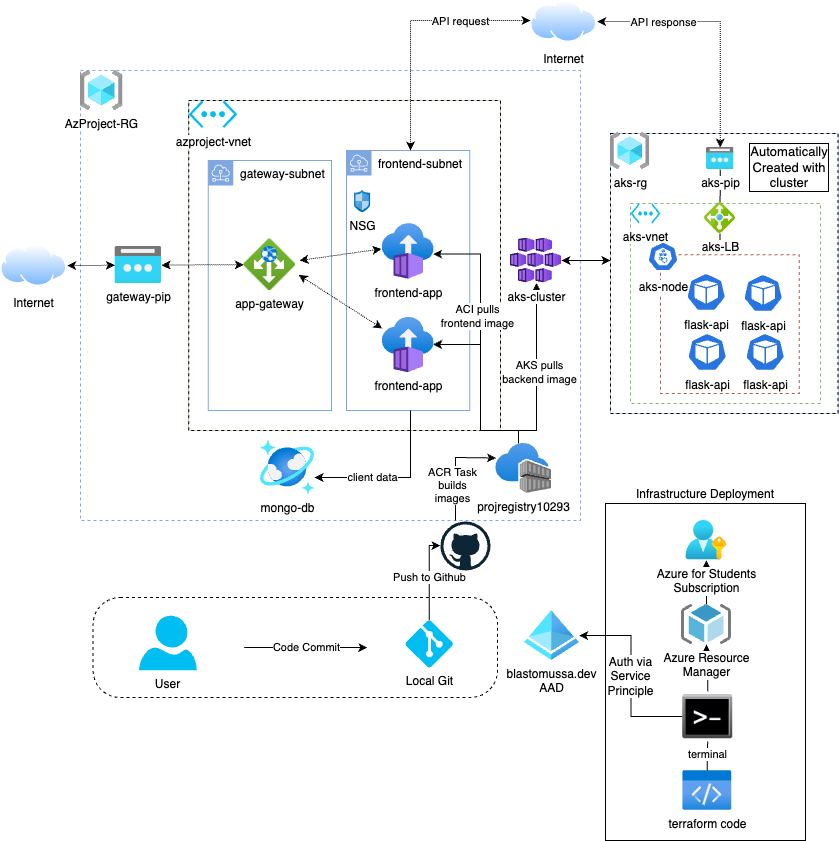 API request
API response
Internet
AzProject-RG
azproject-vnet
gateway-subnet
frontend-subnet
NSG
aks-rg
aks-pip
Automatically
Created with
cluster
aks-vnet
aks-LB
aks-node
Internet
gateway-pip
app-gateway
frontend-app
aks-cluster
ACI pulls
frontend image
flask-api
flask-api
flask-api
flask-api
frontend-app
AKS pulls
backend image
mongo-db
client data
ACR Task
builds
images
projregistry10293
Infrastructure Deployment
Push to Github
Azure for Students
Subscription
User
Code Commit
Local Git
blastomussa.dev
AAD
Auth via
Service
Principle
Azure Resource
Manager
terminal
terraform code